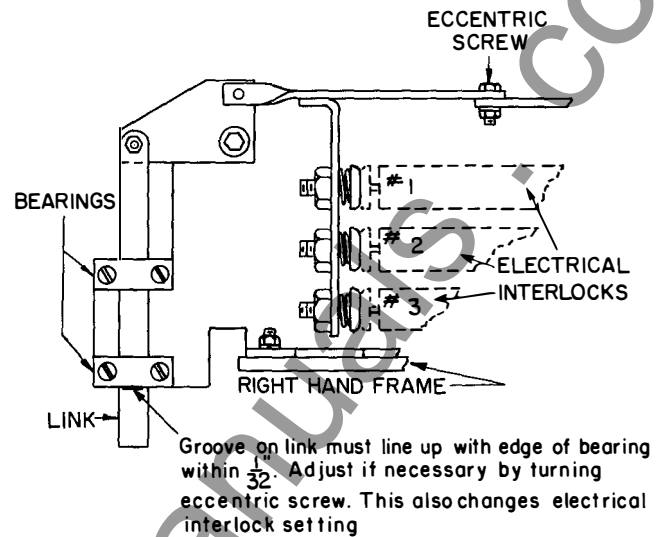 ECCENTRIC
SCREW
#1
BEARINGS
#2
ELECTRICAL
INTERLOCKS
#3
RIGHT HAND FRAME
LINK
Groove on link must line up with edge of bearing
within 1/32". Adjust if necessary by turning
eccentric screw. This also changes electrical
interlock setting